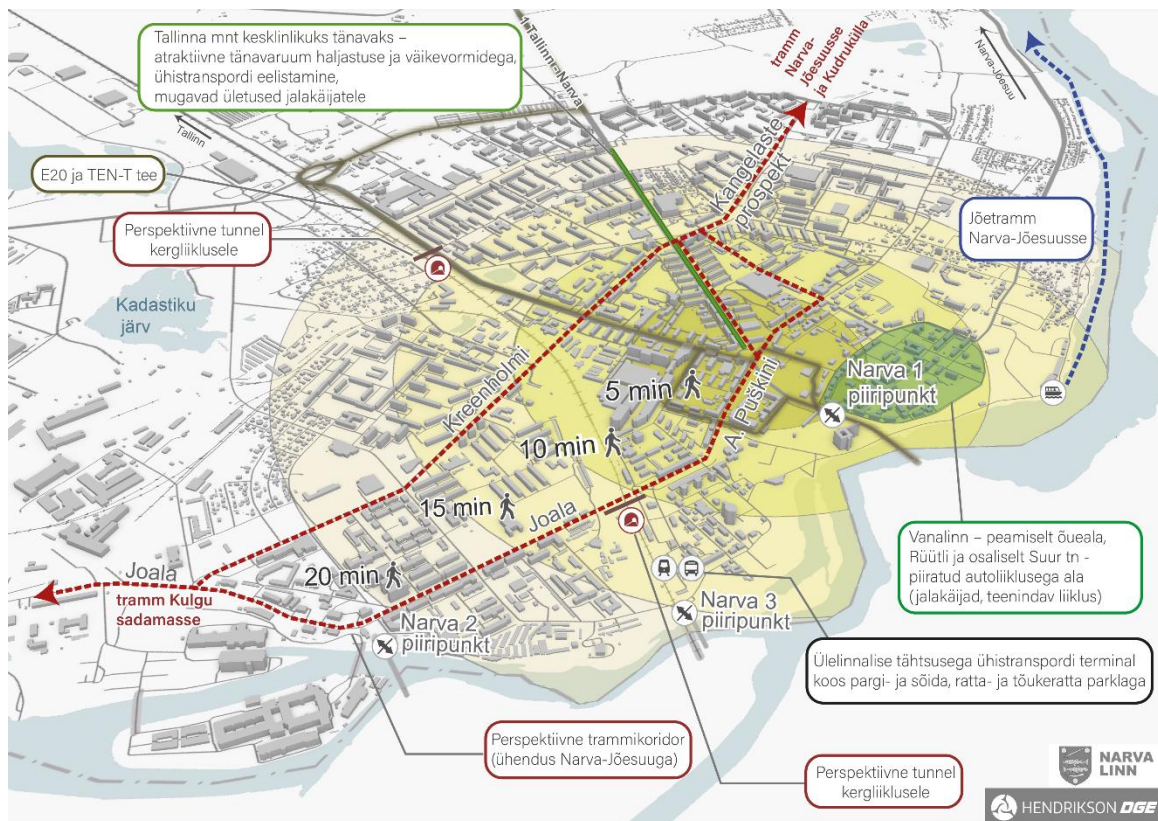 Tallinna mnt kesklinlikuks tänavaks –
atraktiivne tänavaruum haljastuse ja väikevormidega,
ühistranspordi eelistamine,
mugavad ületused jalakäijatele
1 Tallinn-Narva
tramm
Narva-
Jõesuusse
ja Kudrukülla
Narva-Jõesuu
Tallinn
E20 ja TEN-T tee
Kangelaste
prospekt
Perspektiivne tunnel
kergliiklusele
Jõetramm
Narva-Jõesuusse
Kadastiku
järv
Kreenholmi
5 min
A. Puškini
Narva 1
piiripunkt
10 min
15 min
Joala
20 min
Vanalinn – peamiselt õueala,
Rüütli ja osaliselt Suur tn -
piiratud autoliiklusega ala
(jalakäijad, teenindav liiklus)
Joala
tramm Kulgu
sadamasse
Narva 2
piiripunkt
Narva 3
piiripunkt
Ülelinnalise tähtsusega ühistranspordi terminal
koos pargi- ja sõida, ratta- ja tõukeratta parklaga
Perspektiivne trammikoridor
(ühendus Narva-Jõesuuga)
Perspektiivne tunnel
kergliiklusele
NARVA
LINN
HENDRIKSON DGE